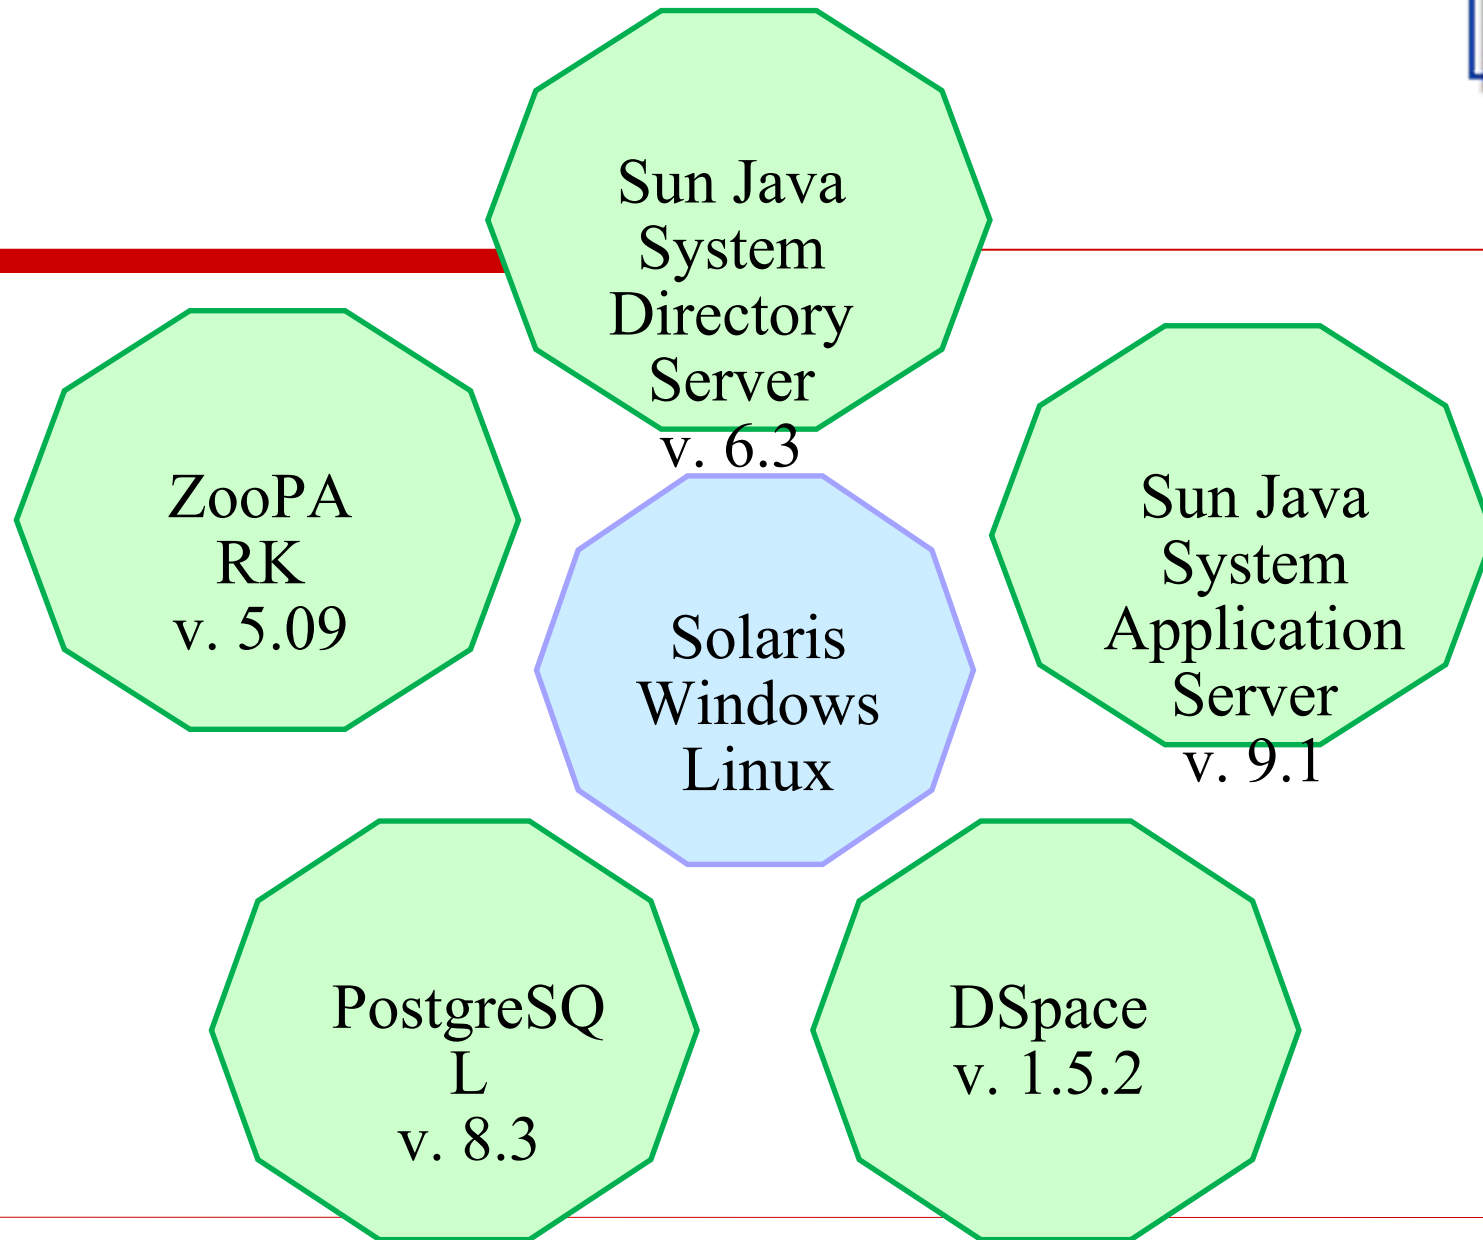 Sun Java
System
Directory
Server
v. 6.3
ZooPA
RK
v. 5.09
Sun Java
System
Application
Server
v. 9.1
Solaris
Windows
Linux
PostgreSQ
L
v. 8.3
DSpace
v. 1.5.2